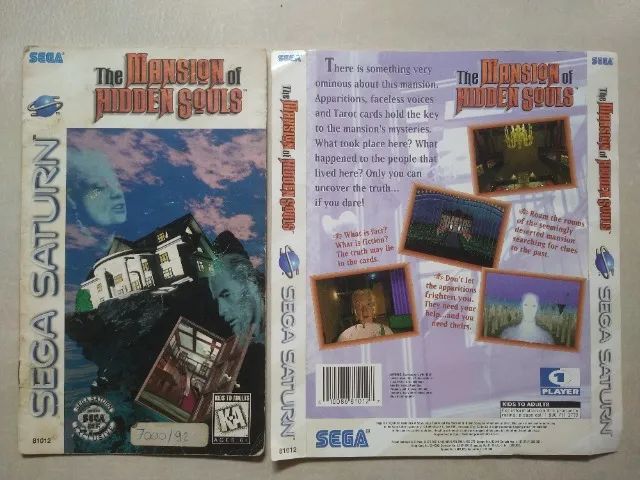 SEGA
The MANSION of
HIDDEN SOULS
SEGA SATURN™
KIDS TO ADULTS
K-A
AGES 6+
7000/92
81012
SEGA
The MANSION of HIDDEN SOULS
SEGA SATURN
81012
There is something very
ominous about this mansion.
Apparitions, faceless voices
and Tarot cards hold the key
to the mansion's mysteries.
What took place here? What
happened to the people that
lived here? Only you can
uncover the truth...
if you dare!
The MANSION of
HIDDEN SOULS
Roam the rooms
of the seemingly
deserted mansion
searching for clues
to the past.
What is fact?
What is fiction?
The truth may lie
in the cards.
Don't let
the apparitions
frighten you.
They need your
help...and you
need theirs.
1
PLAYER
KIDS TO ADULTS
SEGA
SEGA
The MANSION of HIDDEN SOULS
SEGA SATURN
81012